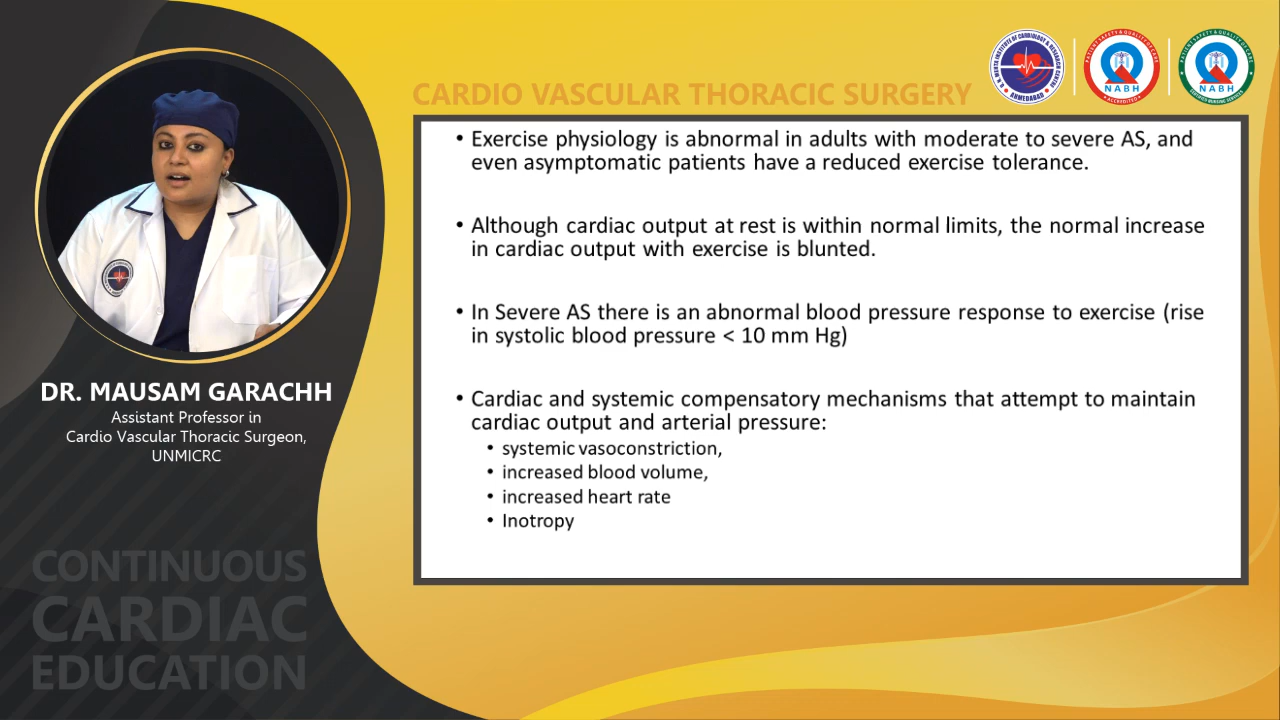 CARDIO VASCULAR THORACIC SURGERY
NABH
NABH
• Exercise physiology is abnormal in adults with moderate to severe AS, and
even asymptomatic patients have a reduced exercise tolerance.
• Although cardiac output at rest is within normal limits, the normal increase
in cardiac output with exercise is blunted.
• In Severe AS there is an abnormal blood pressure response to exercise (rise
in systolic blood pressure < 10 mm Hg)
• Cardiac and systemic compensatory mechanisms that attempt to maintain
cardiac output and arterial pressure:
• systemic vasoconstriction,
• increased blood volume,
• increased heart rate
• Inotropy
DR. MAUSAM GARACHH
Assistant Professor in
Cardio Vascular Thoracic Surgeon,
UNMICRC
CONTINUOUS
CARDIAC
EDUCATION